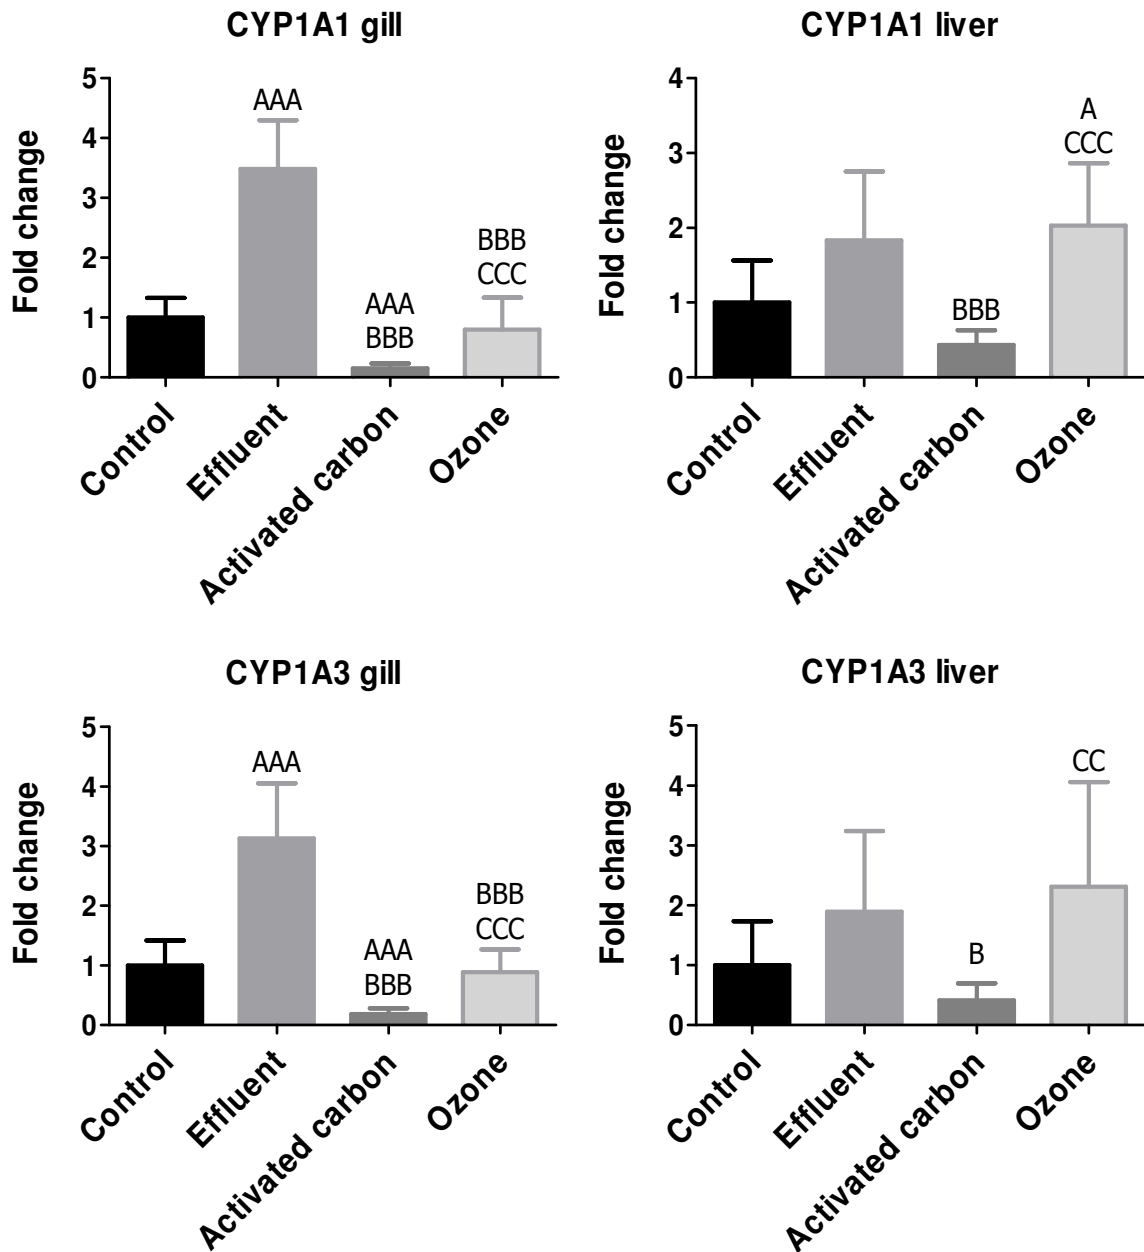 CYP1A1 gill
Fold change
5
4
3
2
1
0
AAA
AAA
BBB
BBB
CCC
Control
Effluent
Activated carbon
Ozone
CYP1A1 liver
Fold change
4
3
2
1
0
BBB
A
CCC
Control
Effluent
Activated carbon
Ozone
CYP1A3 gill
Fold change
5
4
3
2
1
0
AAA
AAA
BBB
BBB
CCC
Control
Effluent
Activated carbon
Ozone
CYP1A3 liver
Fold change
5
4
3
2
1
0
B
CC
Control
Effluent
Activated carbon
Ozone